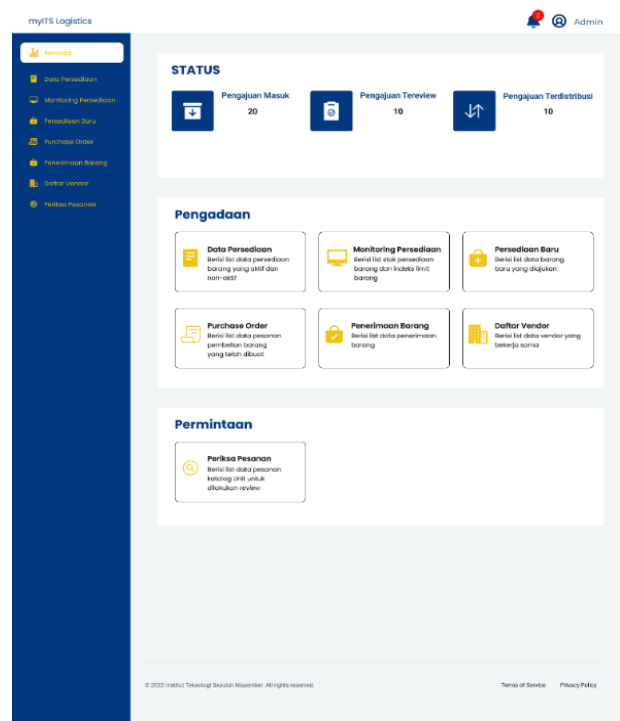 myITS Logistics
Admin
Beranda
Data Persediaan
Monitoring Persediaan
Persediaan Baru
Purchase Order
Penerimaan Barang
Daftar Vendor
Periksa Pesanan
STATUS
Pengajuan Masuk
20
Pengajuan Tereview
10
Pengajuan Terdistribusi
10
Pengadaan
Data Persediaan
Berisi list data persediaan
barang yang aktif dan
non-aktif
Monitoring Persediaan
Berisi list stok persediaan
barang dan indeks limit
barang
Persediaan Baru
Berisi list data barang
baru yang diajukan
Purchase Order
Berisi list data pesanan
pembelian barang
yang telah dibuat
Penerimaan Barang
Berisi list data penerimaan
barang
Daftar Vendor
Berisi list data vendor yang
bekerja sama
Permintaan
Periksa Pesanan
Berisi list data pesanan
katalog Unit untuk
dilakukan review
© 2022 Institut Teknologi Sepuluh Nopember. All rights reserved.
Terms of Service
Privacy Policy